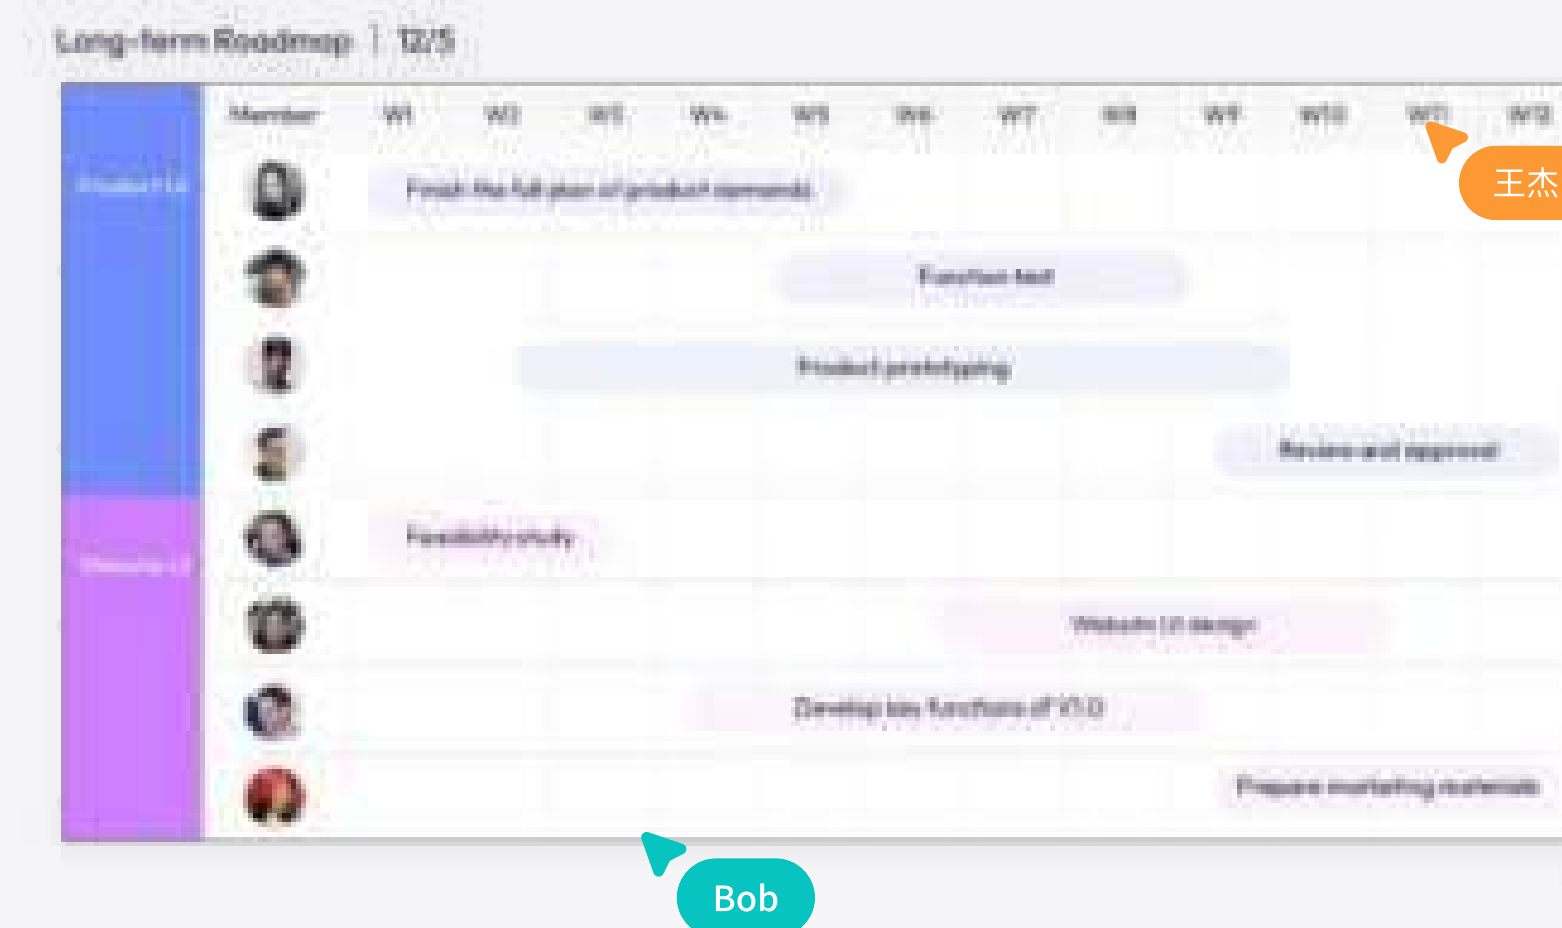 Long-term Roadmap | 12/5
Member W1 W2 W3 W4 W5 W6 W7 W8 W9 W10 W11 W12
王杰
Finish the full plan of product demands
Function test
Product prototyping
Review and approval
Feasibility study
Website UI design
Develop key functions of V1.0
Prepare marketing materials
Bob